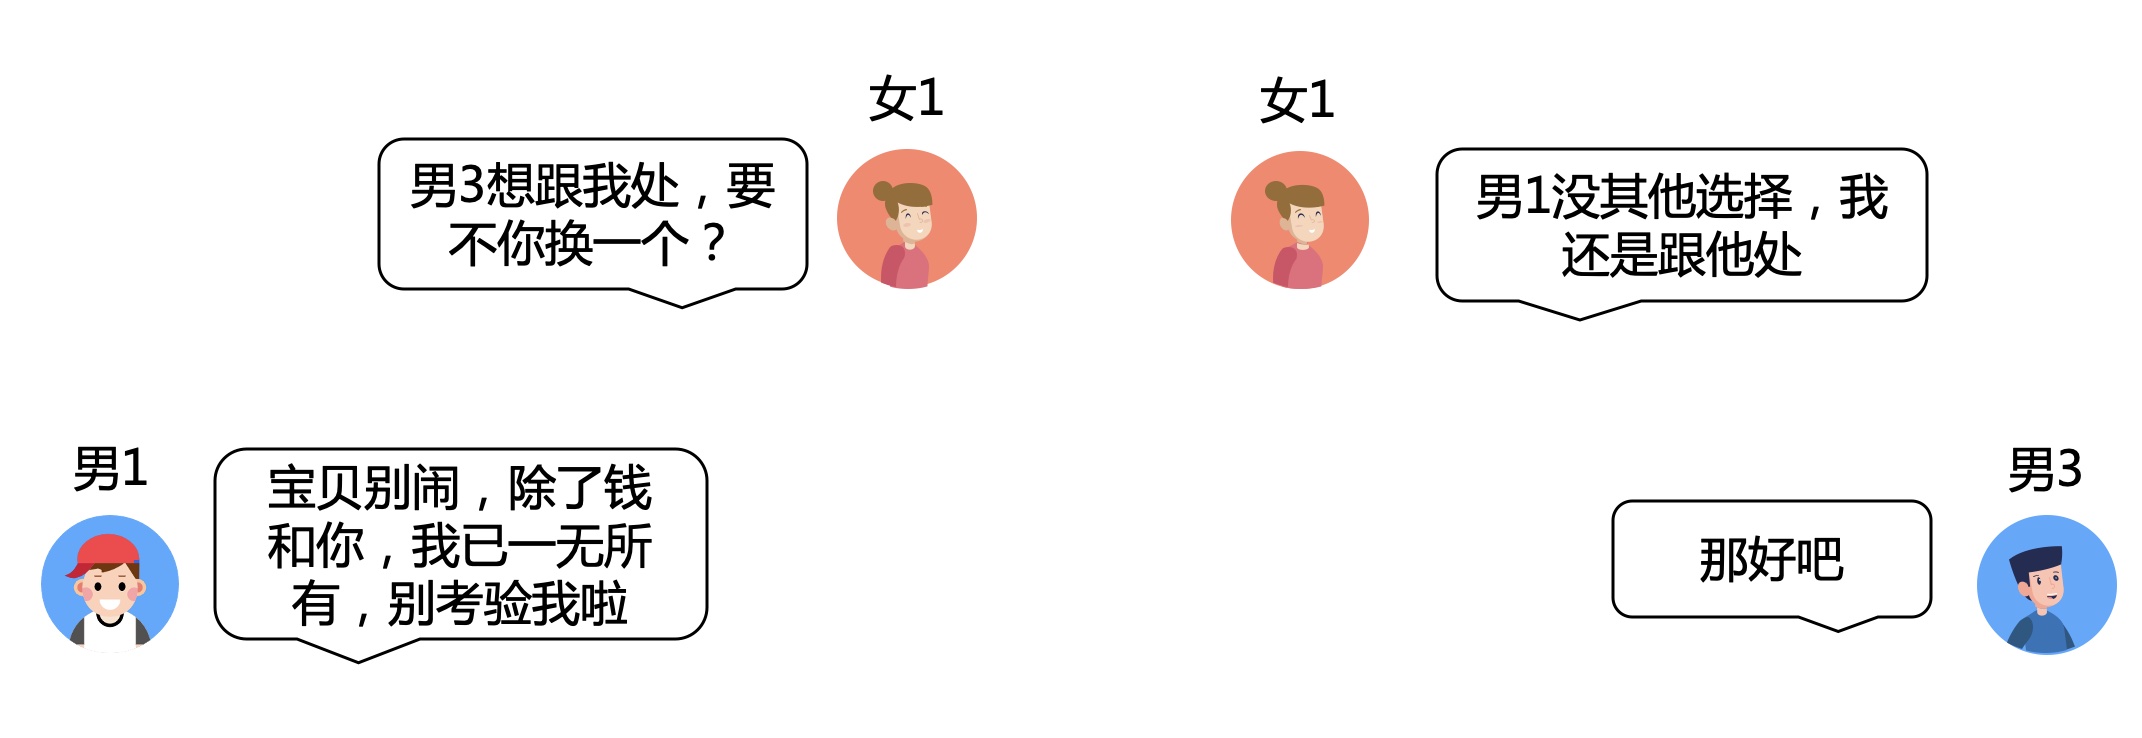 女1
男3想跟我处，要
不你换一个？
女1
男1没其他选择，我
还是跟他处
男1
宝贝别闹，除了钱
和你，我已一无所
有，别考验我啦
男3
那好吧